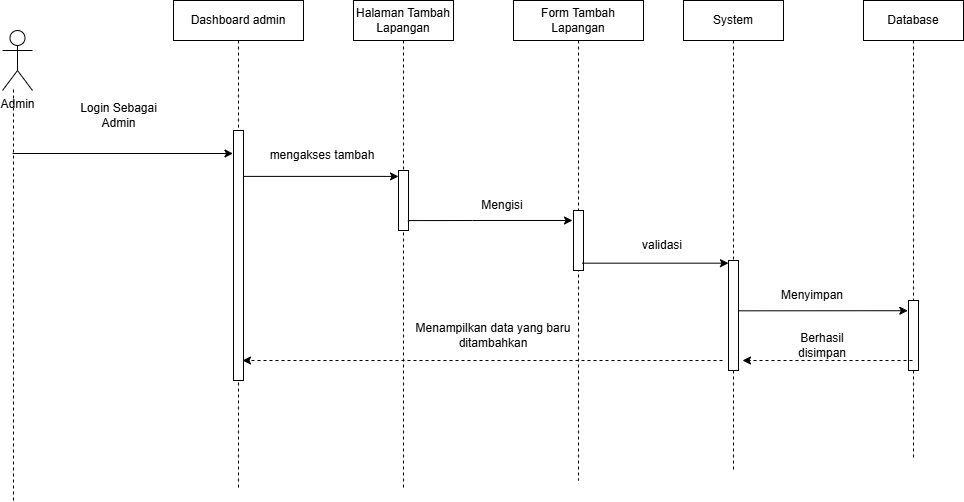 Dashboard admin
Halaman Tambah
Lapangan
Form Tambah
Lapangan
System
Database
Admin
Login Sebagai
Admin
mengakses tambah
Mengisi
validasi
Menyimpan
Menampilkan data yang baru
ditambahkan
Berhasil
disimpan